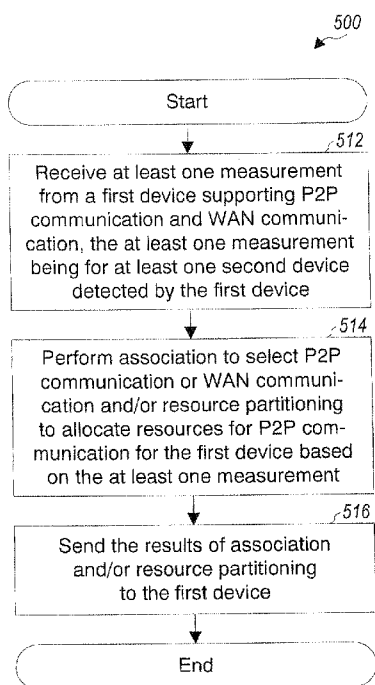 500
Start
512
Receive at least one measurement
from a first device supporting P2P
communication and WAN communi-
cation, the at least one measurement
being for at least one second device
detected by the first device
514
Perform association to select P2P
communication or WAN communi-
cation and/or resource partitioning
to allocate resources for P2P com-
munication for the first device based
on the at least one measurement
516
Send the results of association
and/or resource partitioning
to the first device
End